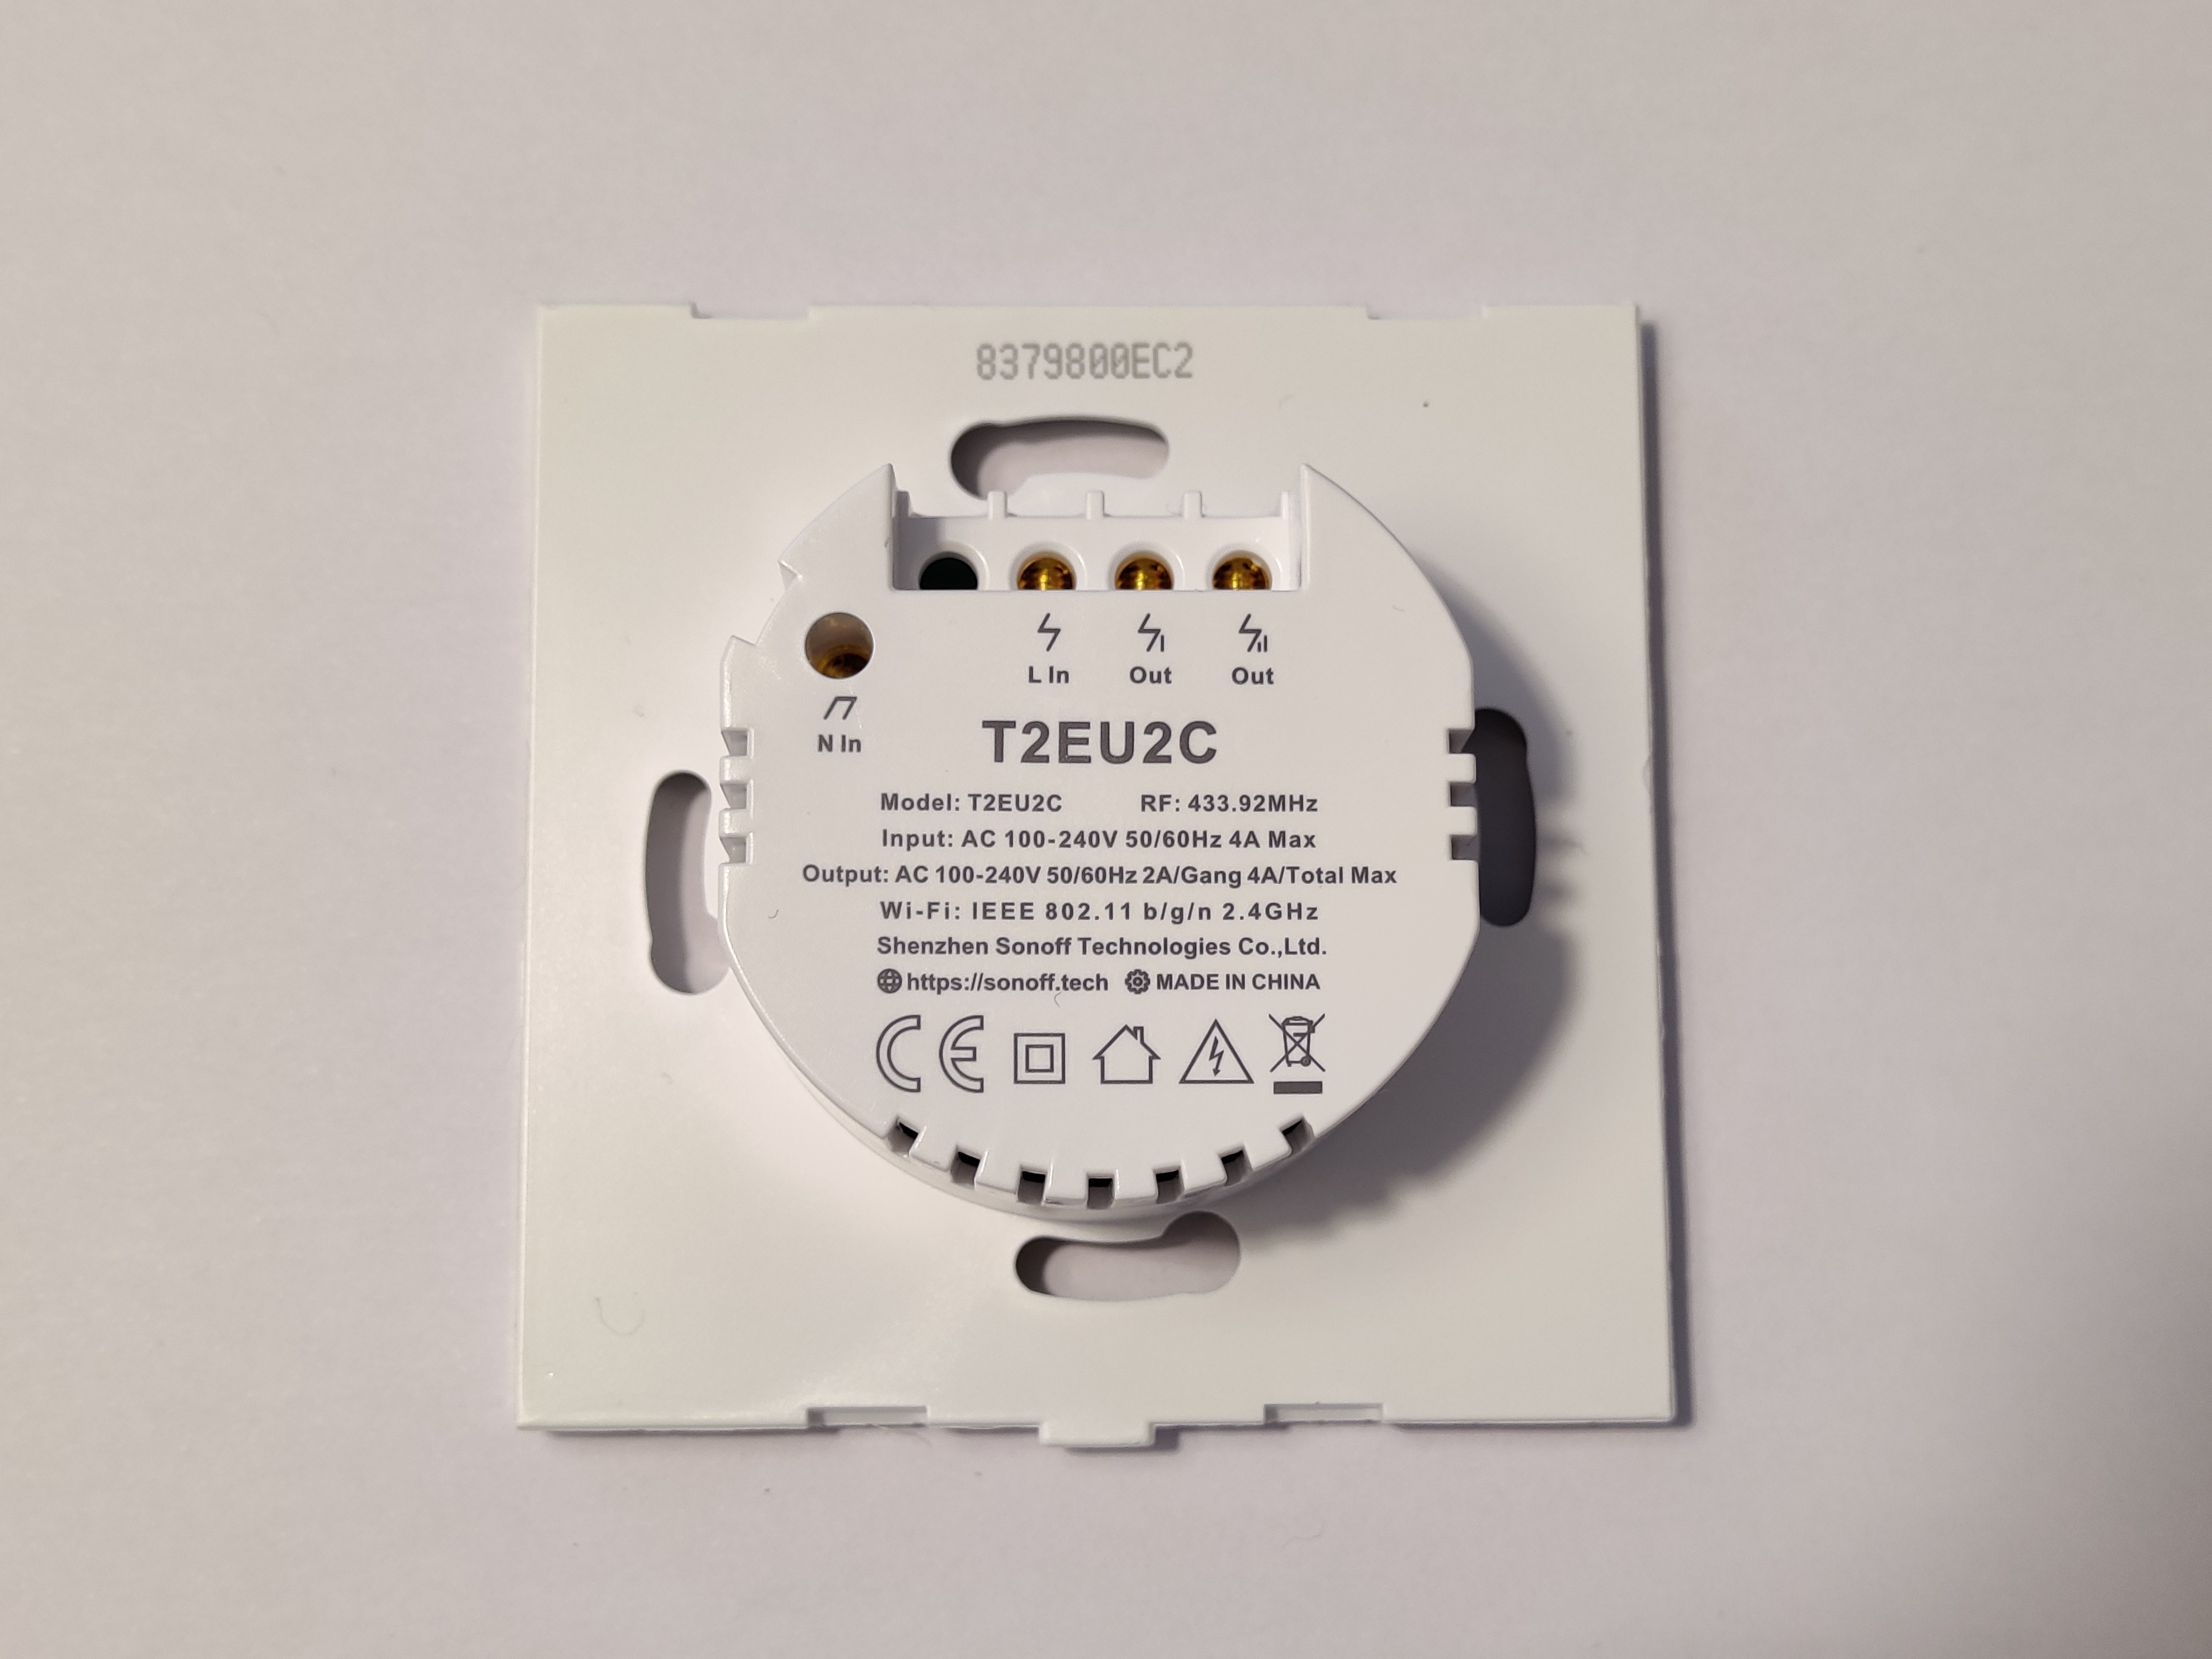 8379800EC2
L In
Out
Out
N In
T2EU2C
Model: T2EU2C RF: 433.92MHz
Input: AC 100-240V 50/60Hz 4A Max
Output: AC 100-240V 50/60Hz 2A/Gang 4A/Total Max
Wi-Fi: IEEE 802.11 b/g/n 2.4GHz
Shenzhen Sonoff Technologies Co.,Ltd.
https://sonoff.tech MADE IN CHINA
CE